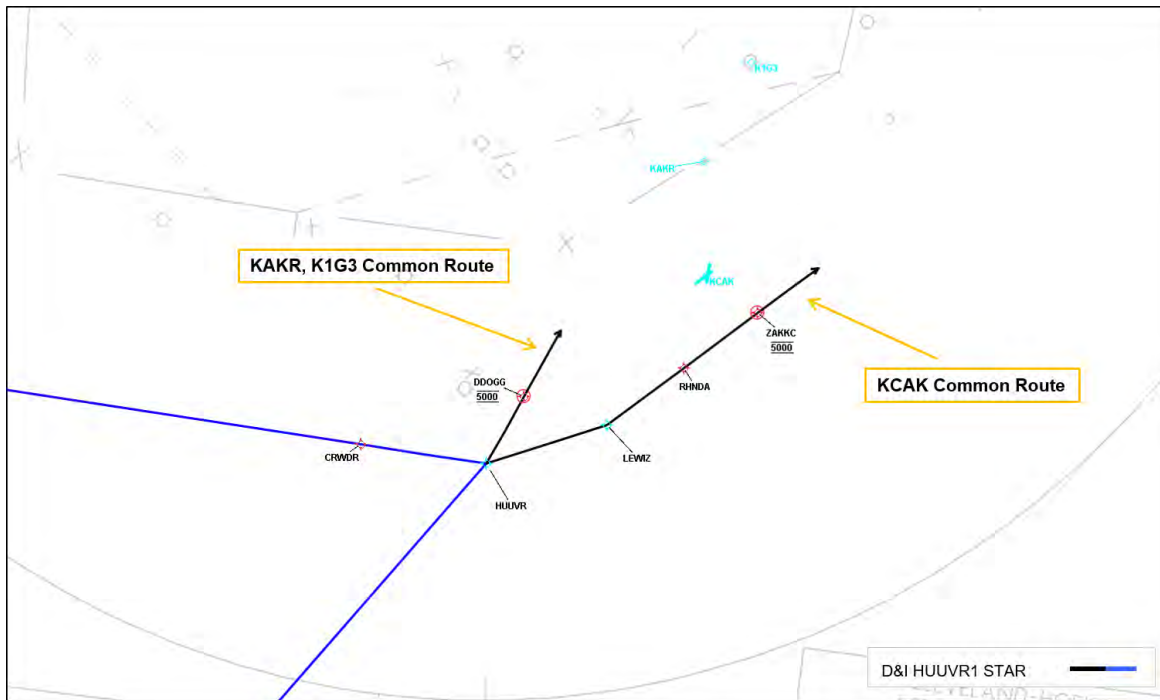 K1G3
KAKR
KAKR, K1G3 Common Route
KCAK
ZAKKC
5000
DDOGG
5000
RHNDA
KCAK Common Route
LEWIZ
CRWDR
HUUVR
D&I HUUVR1 STAR